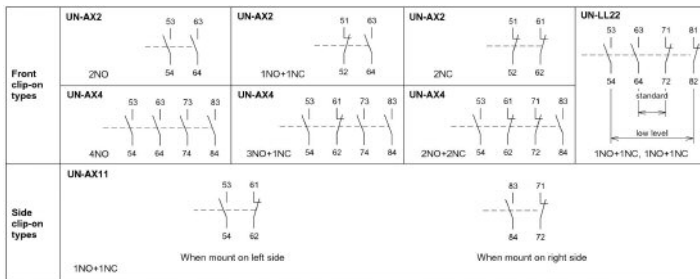 UN-AX2
53 63
54 64
2NO
UN-AX2
51 63
52 64
1NO+1NC
UN-AX2
51 61
52 62
2NC
UN-LL22
53 63 71 81
54 64 72 82
standard
low level
1NO+1NC, 1NO+1NC
Front
clip-on
types
UN-AX4
53 63 73 83
54 64 74 84
4NO
UN-AX4
53 61 73 83
54 62 74 84
3NO+1NC
UN-AX4
53 61 71 83
54 62 72 84
2NO+2NC
Side
clip-on
types
UN-AX11
53 61
54 62
When mount on left side
83 71
84 72
When mount on right side
1NO+1NC